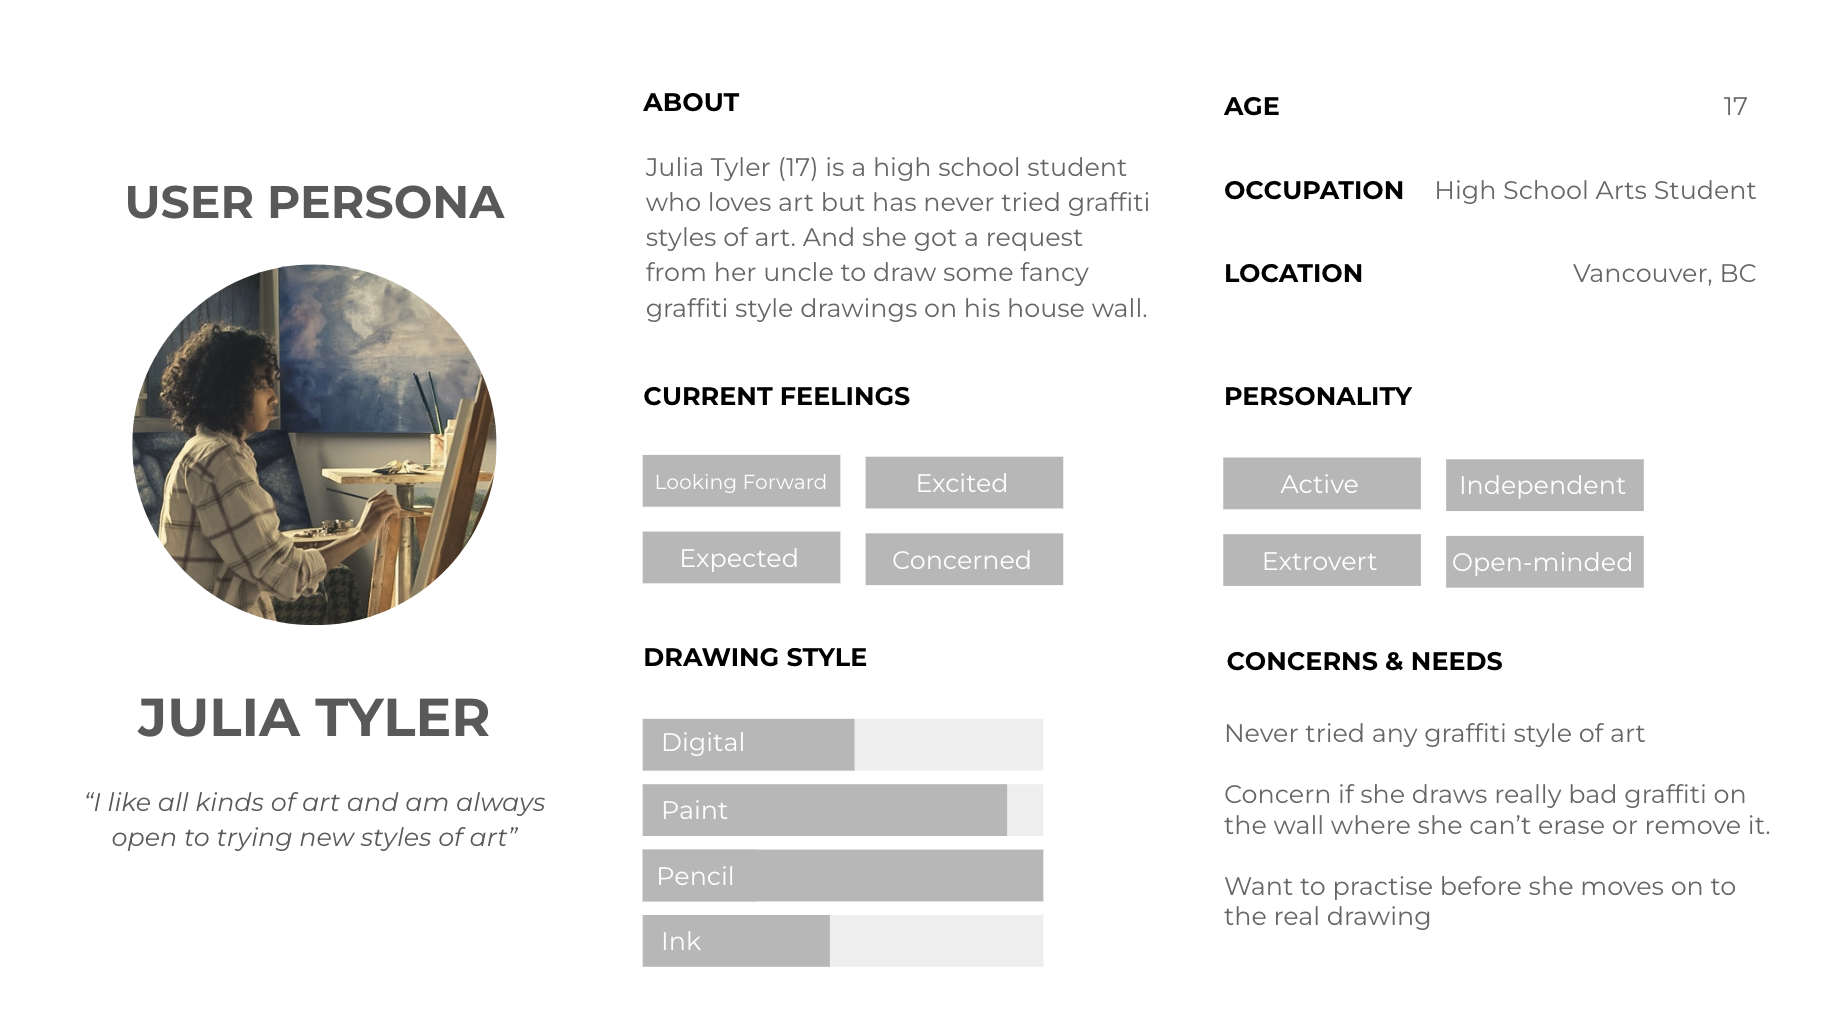 USER PERSONA
JULIA TYLER
“I like all kinds of art and am always
open to trying new styles of art”
ABOUT
Julia Tyler (17) is a high school student
who loves art but has never tried graffiti
styles of art. And she got a request
from her uncle to draw some fancy
graffiti style drawings on his house wall.
CURRENT FEELINGS
Looking Forward
Excited
Expected
Concerned
DRAWING STYLE
Digital
Paint
Pencil
Ink
AGE 17
OCCUPATION High School Arts Student
LOCATION Vancouver, BC
PERSONALITY
Active
Independent
Extrovert
Open-minded
CONCERNS & NEEDS
Never tried any graffiti style of art
Concern if she draws really bad graffiti on
the wall where she can’t erase or remove it.
Want to practise before she moves on to
the real drawing